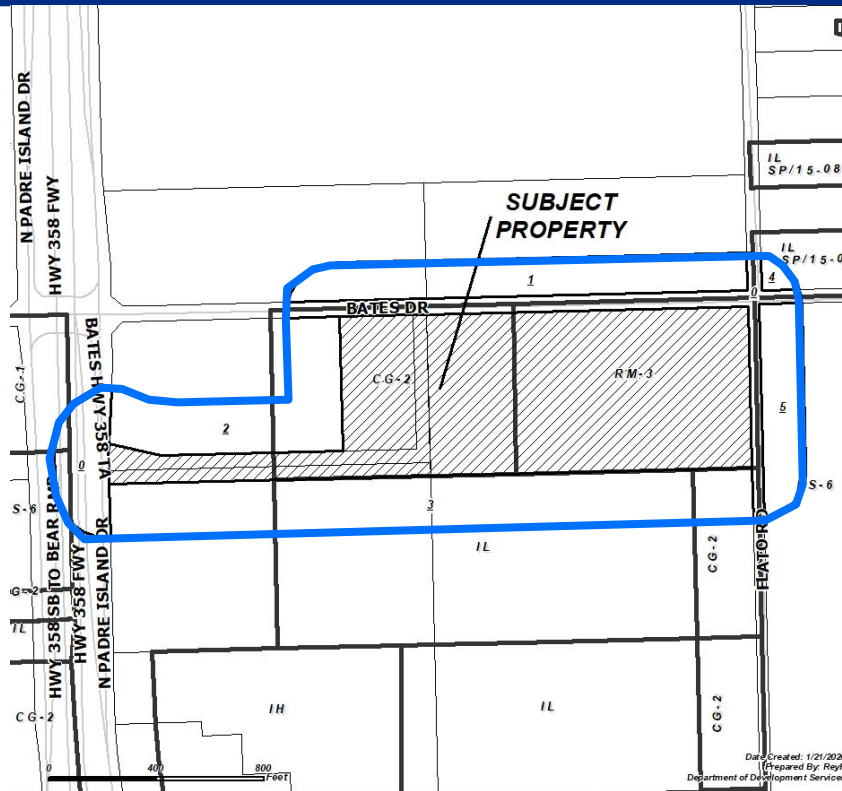 N PADRE ISLAND DR
HWY 358 FWY
IL
SP/15-08
SUBJECT
PROPERTY
IL
SP/15-0
1
4
0
BATES DR
BATES HWY 358 TA
CG-1
CG-2
RM-3
2
5
0
S-6
S-6
3
IL
HWY 358 SB TO BEAR RMP
HWY 358 FWY
N PADRE ISLAND DR
CG-2
FLATO RD
G-2
IL
CG-2
IH
IL
CG-2
0
400
800
Feet
Date Created: 1/21/202
Prepared By: Rey
Department of Development Service